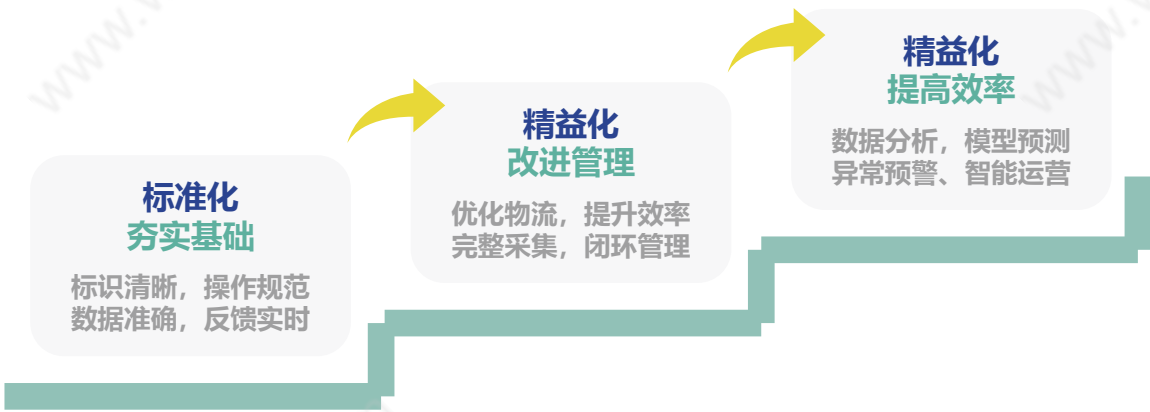 标准化
夯实基础
标识清晰，操作规范
数据准确，反馈实时
精益化
改进管理
优化物流，提升效率
完整采集，闭环管理
精益化
提高效率
数据分析，模型预测
异常预警、智能运营
www.
www.